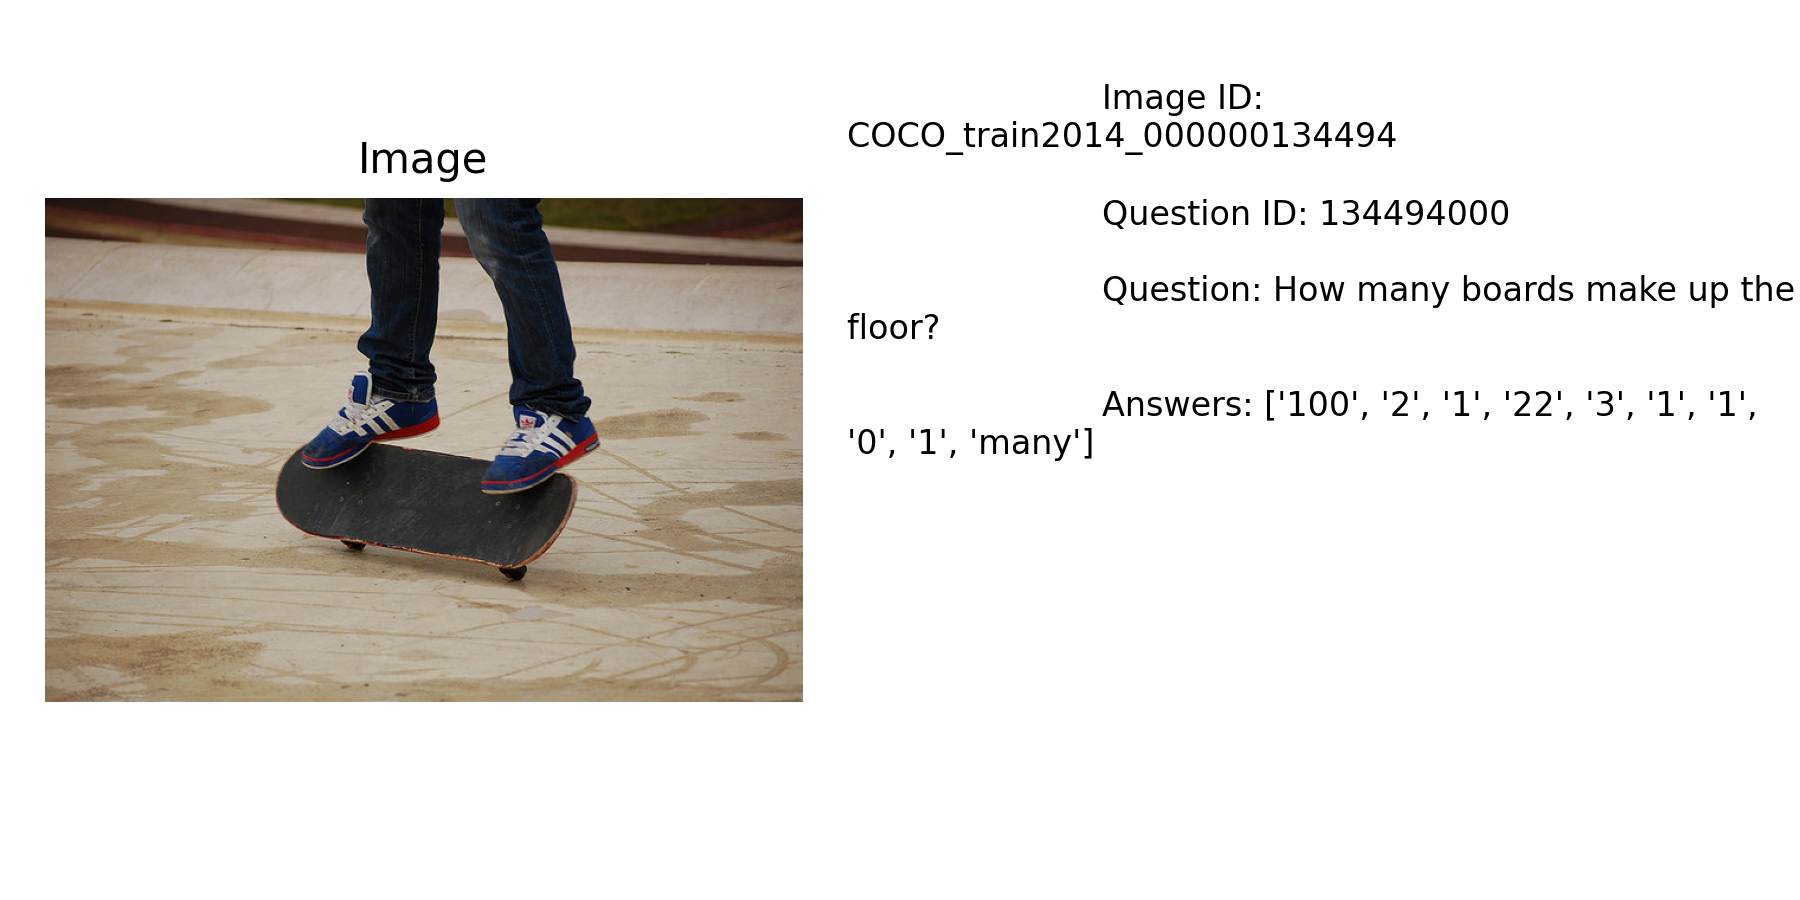 Image
Image ID:
COCO_train2014_000000134494
Question ID: 134494000
Question: How many boards make up the
floor?
Answers: ['100', '2', '1', '22', '3', '1', '1',
'0', '1', 'many']